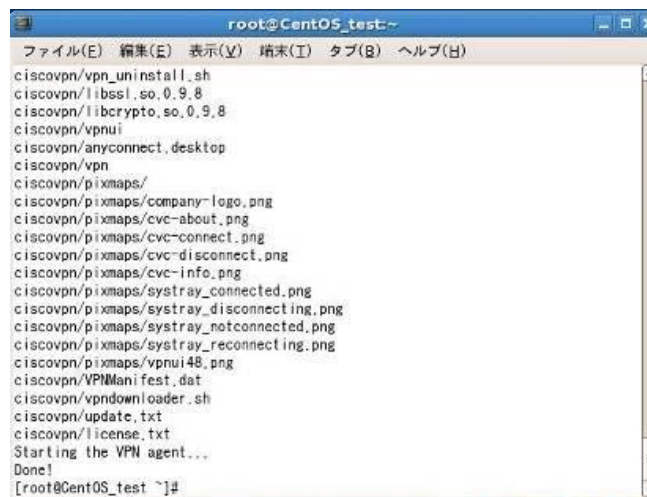 root@CentOS_test:~
ファイル(F) 編集(E) 表示(V) 端末(T) タブ(B) ヘルプ(H)
ciscovpn/vpn_uninstall.sh
ciscovpn/libssl.so.0.9.8
ciscovpn/libcrypto.so.0.9.8
ciscovpn/vpnui
ciscovpn/anyconnect.desktop
ciscovpn/vpn
ciscovpn/pixmaps/
ciscovpn/pixmaps/company-logo.png
ciscovpn/pixmaps/cvc-about.png
ciscovpn/pixmaps/cvc-connect.png
ciscovpn/pixmaps/cvc-disconnect.png
ciscovpn/pixmaps/cvc-info.png
ciscovpn/pixmaps/systray_connected.png
ciscovpn/pixmaps/systray_disconnecting.png
ciscovpn/pixmaps/systray_notconnected.png
ciscovpn/pixmaps/systray_reconnecting.png
ciscovpn/pixmaps/vpnui48.png
ciscovpn/VPNManifest.dat
ciscovpn/vpndownloader.sh
ciscovpn/update.txt
ciscovpn/license.txt
Starting the VPN agent...
Done!
[root@CentOS_test ~]#